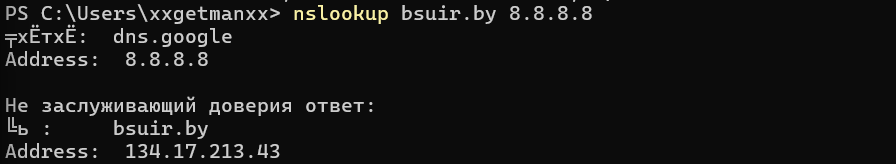 PS C:\Users\xxgetmanxx> nslookup bsuir.by 8.8.8.8
╤хЁтхЁ:  dns.google
Address:  8.8.8.8
Не заслуживающий доверия ответ:
╚ь :     bsuir.by
Address:  134.17.213.43